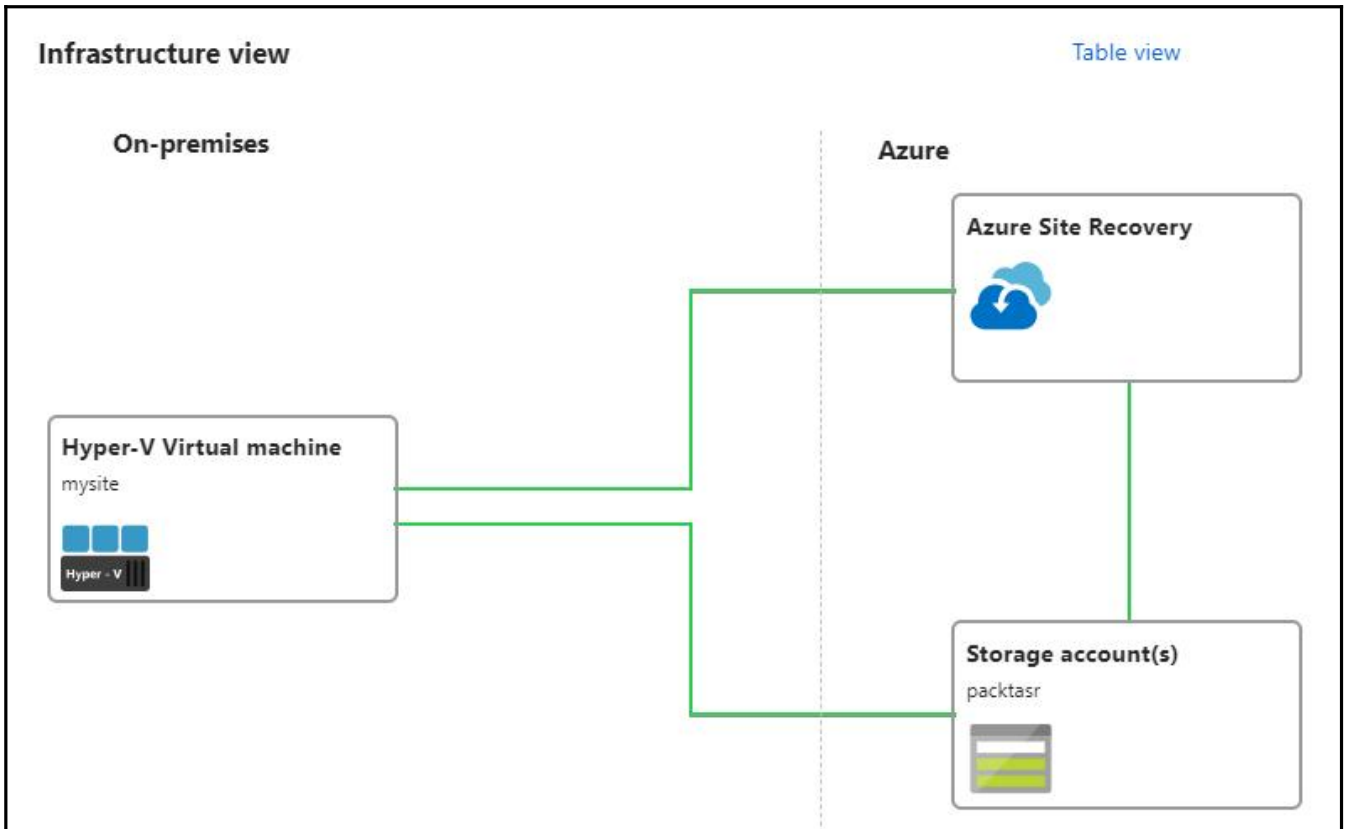 Infrastructure view
Table view
On-premises
Azure
Azure Site Recovery
Hyper-V Virtual machine
mysite
Hyper - V
Storage account(s)
packtasr